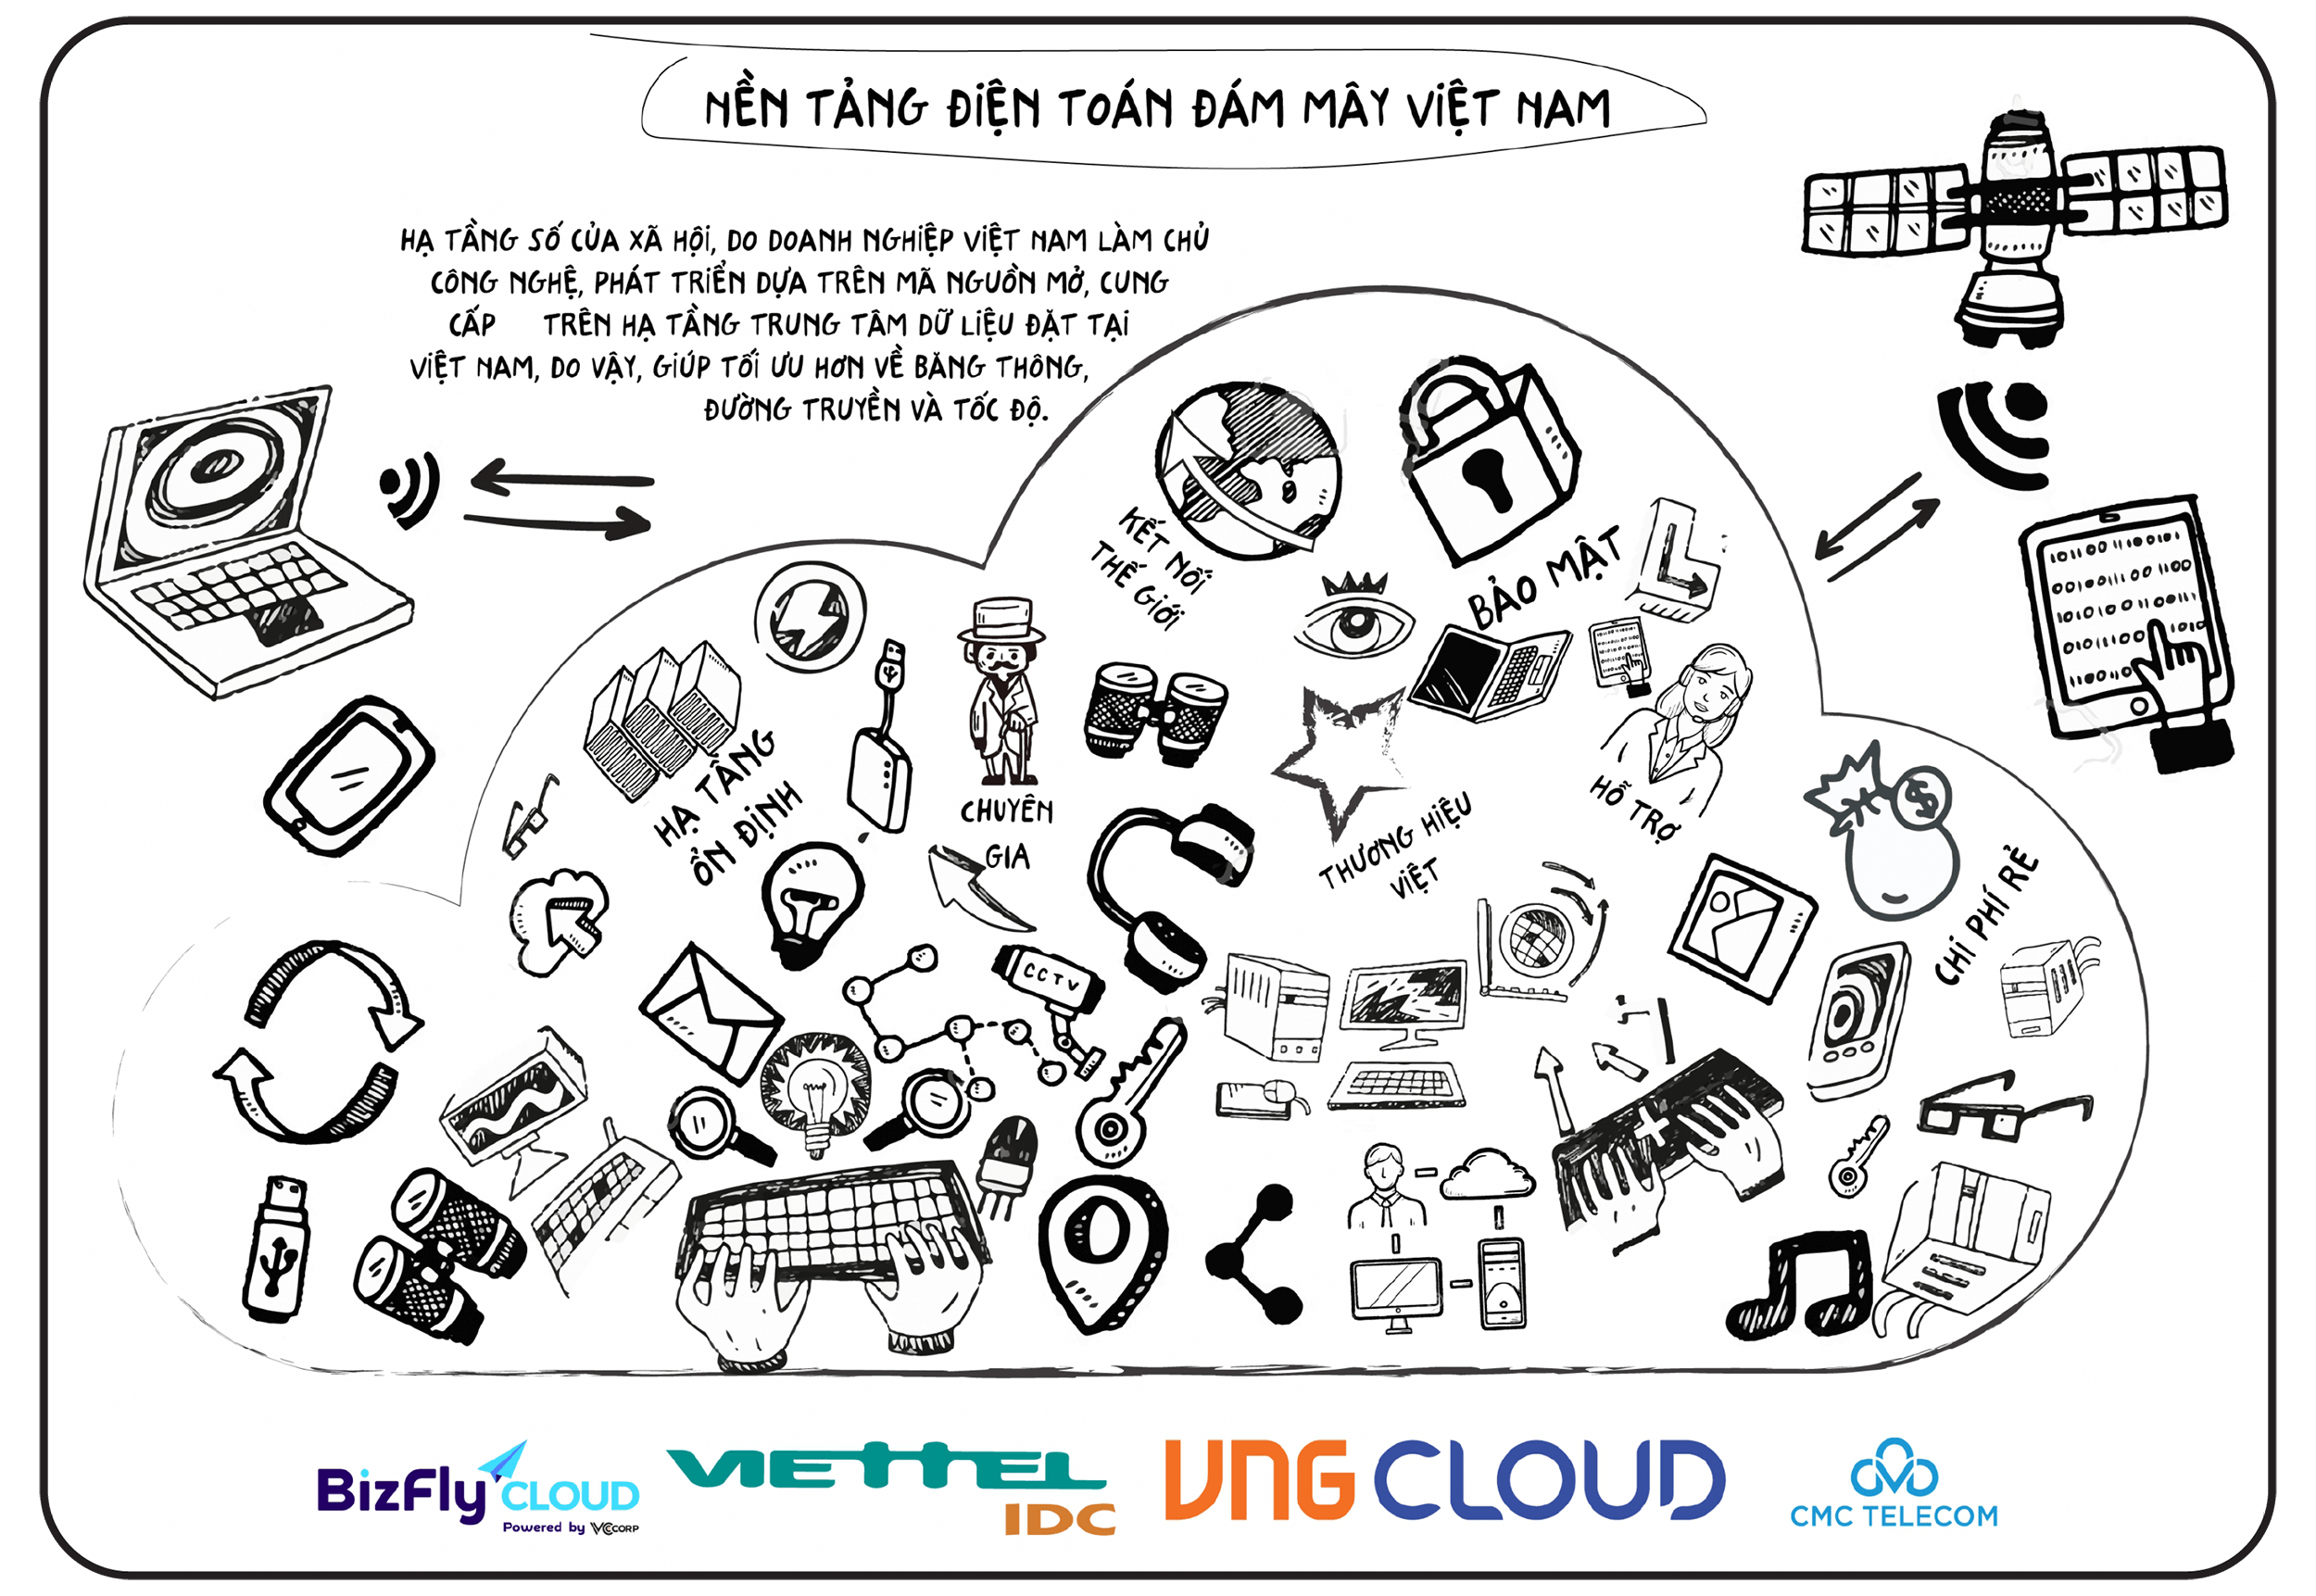 NỀN TẢNG ĐIỆN TOÁN ĐÁM MÂY VIỆT NAM
HẠ TẦNG SỐ CỦA XÃ HỘI, DO DOANH NGHIỆP VIỆT NAM LÀM CHỦ
CÔNG NGHỆ, PHÁT TRIỂN DỰA TRÊN MÃ NGUỒN MỞ, CUNG
CẤP TRÊN HẠ TẦNG TRUNG TÂM DỮ LIỆU ĐẶT TẠI
VIỆT NAM, DO VẬY, GIÚP TỐI ƯU HƠN VỀ BĂNG THÔNG,
ĐƯỜNG TRUYỀN VÀ TỐC ĐỘ.
KẾT NỐI
THẾ GIỚI
BẢO MẬT
HẠ TẦNG
ỔN ĐỊNH
CHUYÊN
GIA
THƯƠNG HIỆU
VIỆT
HỖ TRỢ
CHI PHÍ RẺ
CCTV
BizFly CLOUD
Powered by VCCORP
VIETTEL
IDC
VNG CLOUD
CMC TELECOM